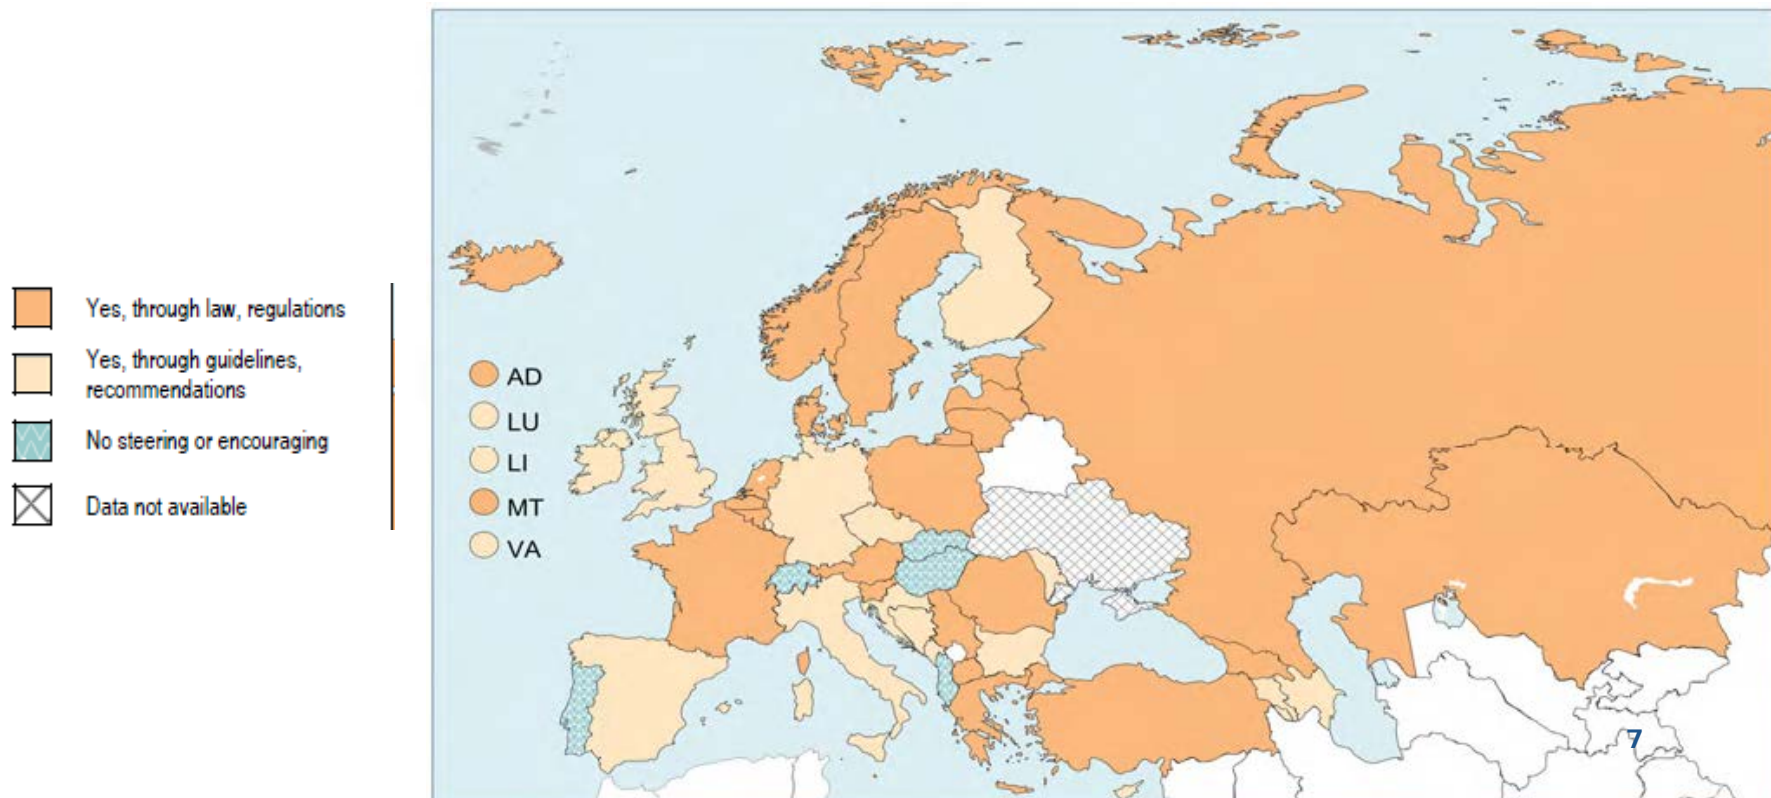 Yes, through law, regulations
Yes, through guidelines,
recommendations
No steering or encouraging
Data not available
AD
LU
LI
MT
VA
7